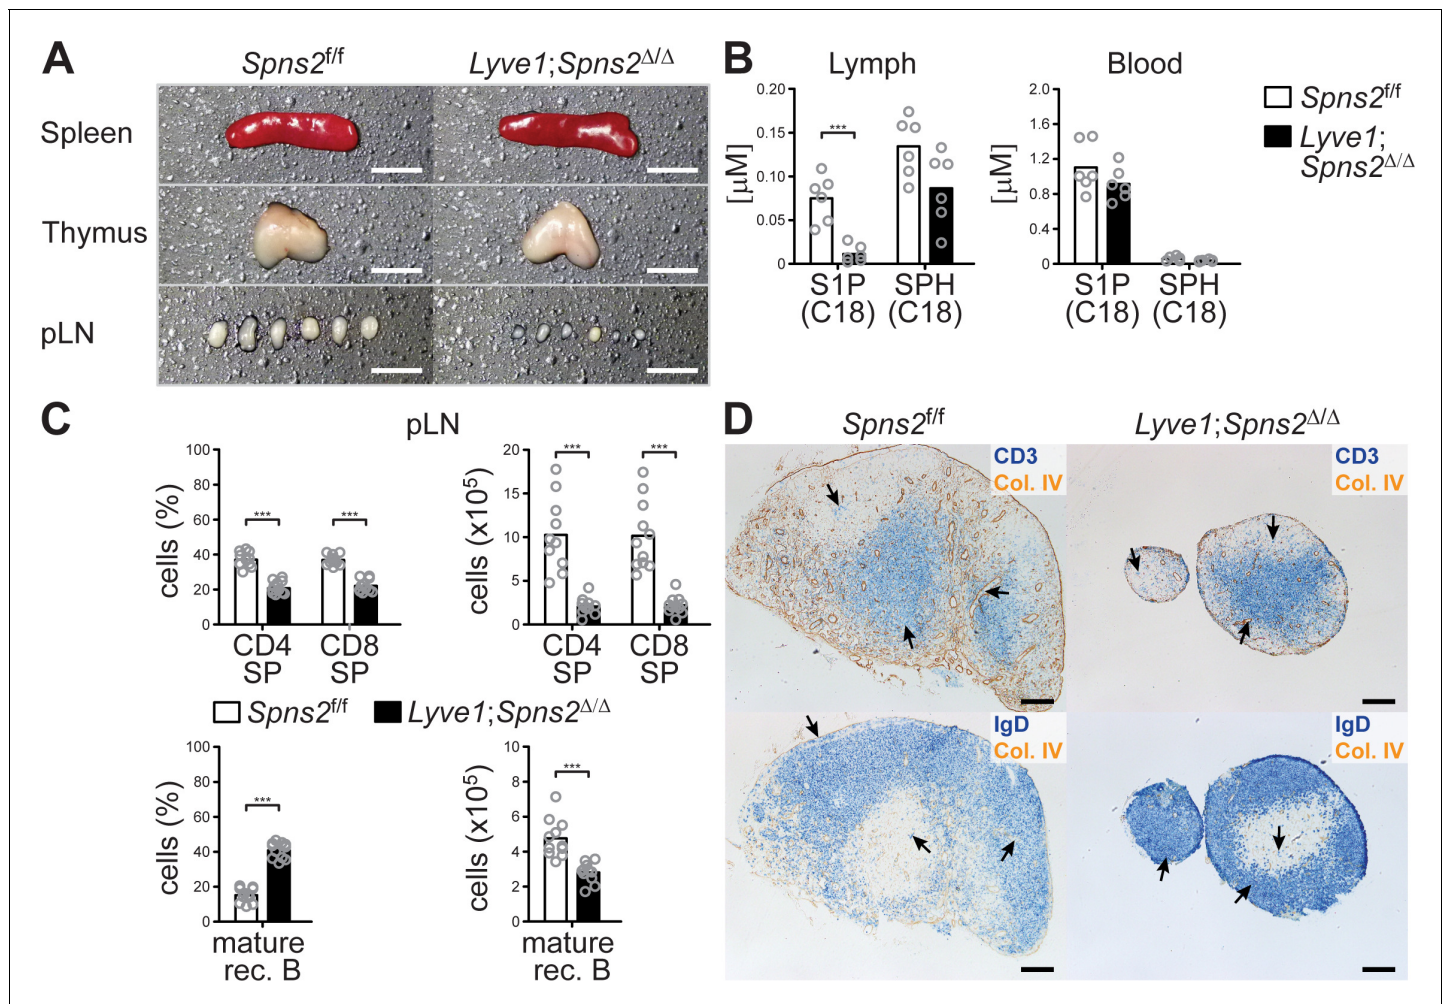 A
Spns2f/f
Lyve1;Spns2Δ/Δ
Spleen
Thymus
pLN
B
Lymph
Blood
Spns2f/f
Lyve1;
Spns2Δ/Δ
[µM]
0.20
0.15
0.10
0.05
0
***
S1P
(C18)
SPH
(C18)
[µM]
2.0
1.6
1.2
0.8
0.4
0
S1P
(C18)
SPH
(C18)
C
pLN
cells (%)
100
80
60
40
20
0
***
***
CD4
SP
CD8
SP
cells (x105)
20
15
10
5
0
***
***
CD4
SP
CD8
SP
Spns2f/f
Lyve1;Spns2Δ/Δ
cells (%)
100
80
60
40
20
0
***
mature
rec. B
cells (x105)
10
8
6
4
2
0
***
mature
rec. B
D
Spns2f/f
Lyve1;Spns2Δ/Δ
CD3
Col. IV
CD3
Col. IV
IgD
Col. IV
IgD
Col. IV